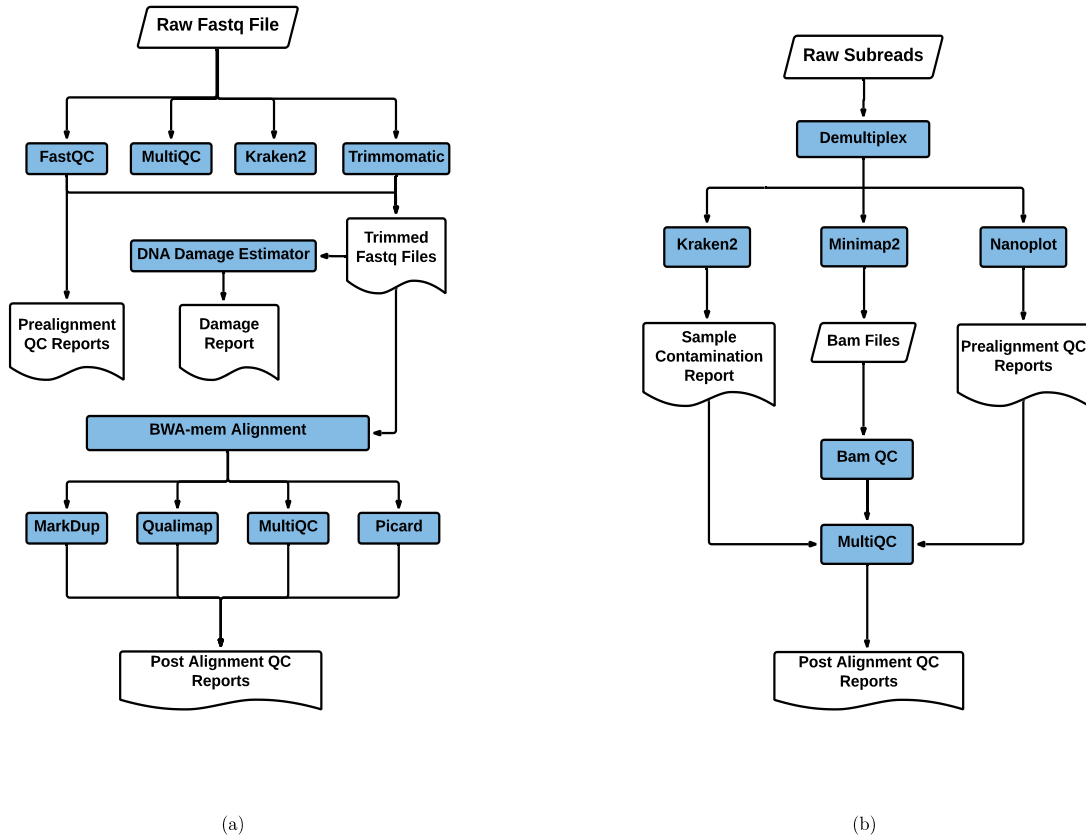 Raw Fastq File
FastQC
MultiQC
Kraken2
Trimmomatic
Trimmed
Fastq Files
DNA Damage Estimator
Prealignment
QC Reports
Damage
Report
BWA-mem Alignment
MarkDup
Qualimap
MultiQC
Picard
Post Alignment QC
Reports
(a)
Raw Subreads
Demultiplex
Kraken2
Minimap2
Nanoplot
Sample
Contamination
Report
Bam Files
Prealignment QC
Reports
Bam QC
MultiQC
Post Alignment QC
Reports
(b)